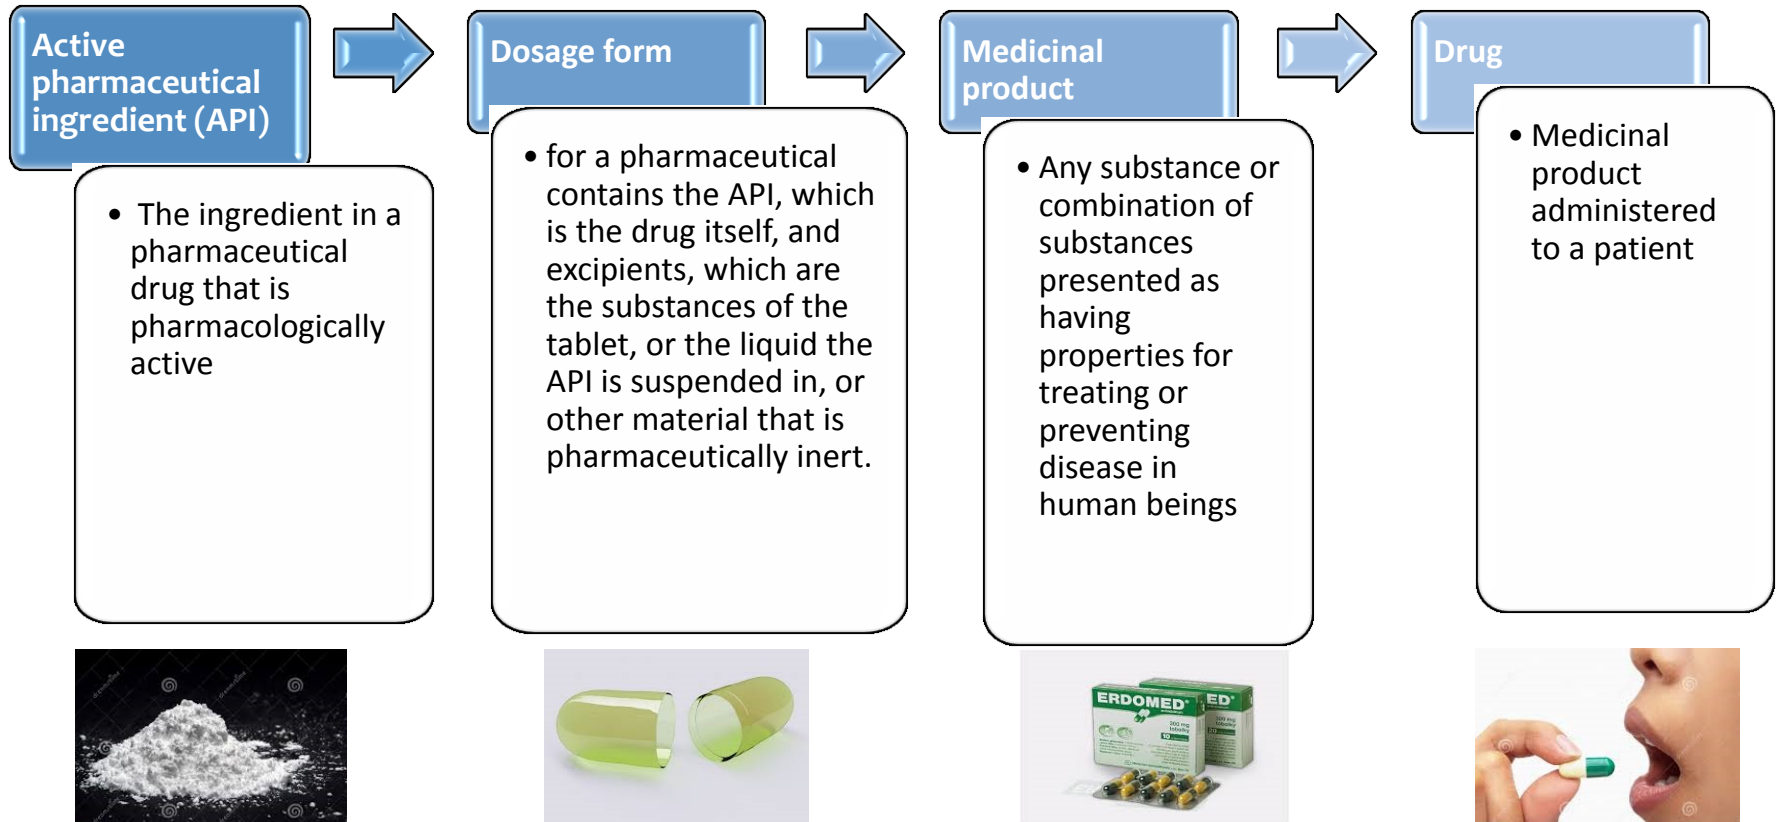 Active
pharmaceutical
ingredient (API)
• The ingredient in a
pharmaceutical
drug that is
pharmacologically
active
Dosage form
• for a pharmaceutical
contains the API, which
is the drug itself, and
excipients, which are
the substances of the
tablet, or the liquid the
API is suspended in, or
other material that is
pharmaceutically inert.
Medicinal
product
• Any substance or
combination of
substances
presented as
having
properties for
treating or
preventing
disease in
human beings
Drug
• Medicinal
product
administered
to a patient
ERDOMED®
ED®
300 mg
10